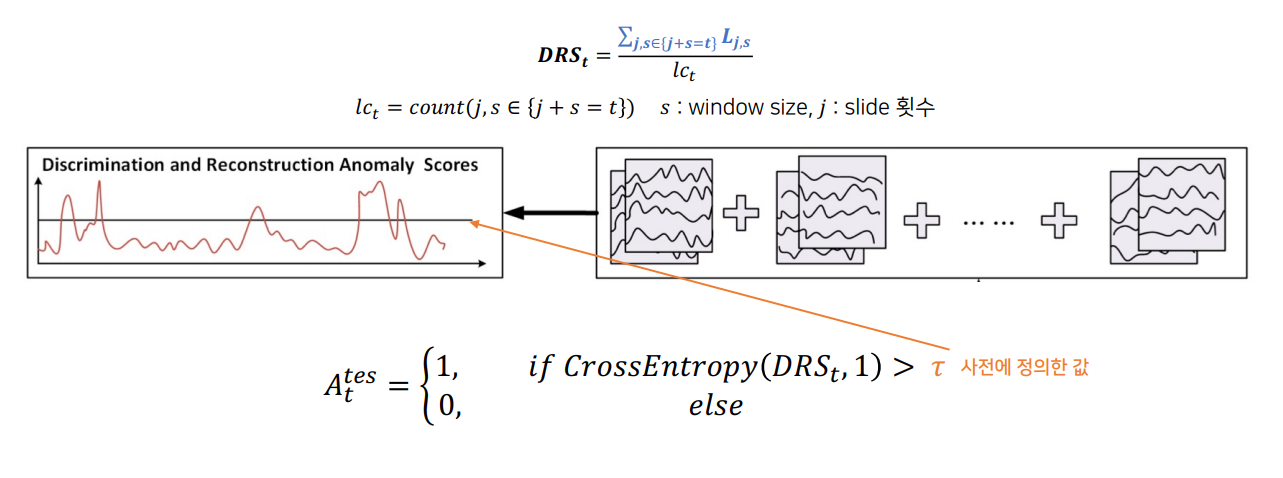 DRS_t = ∑_{j,s∈{j+s=t}} L_{j,s} / lc_t
lc_t = count(j, s ∈ {j + s = t}) s : window size, j : slide 횟수
Discrimination and Reconstruction Anomaly Scores
... ...
A_t^{tes} = { 1, if CrossEntropy(DRS_t, 1) > τ 사전에 정의한 값
0, else